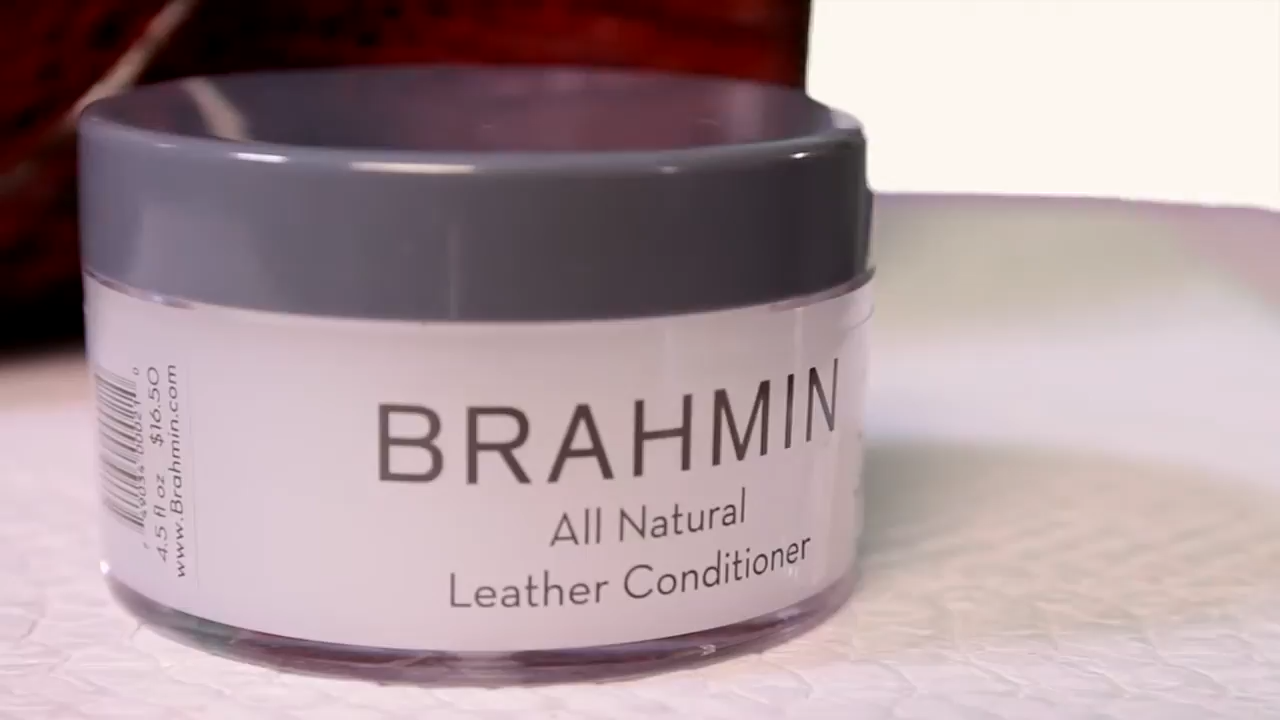 BRAHMIN
All Natural
Leather Conditioner
4.5 fl oz $16.50
www.Brahmin.com